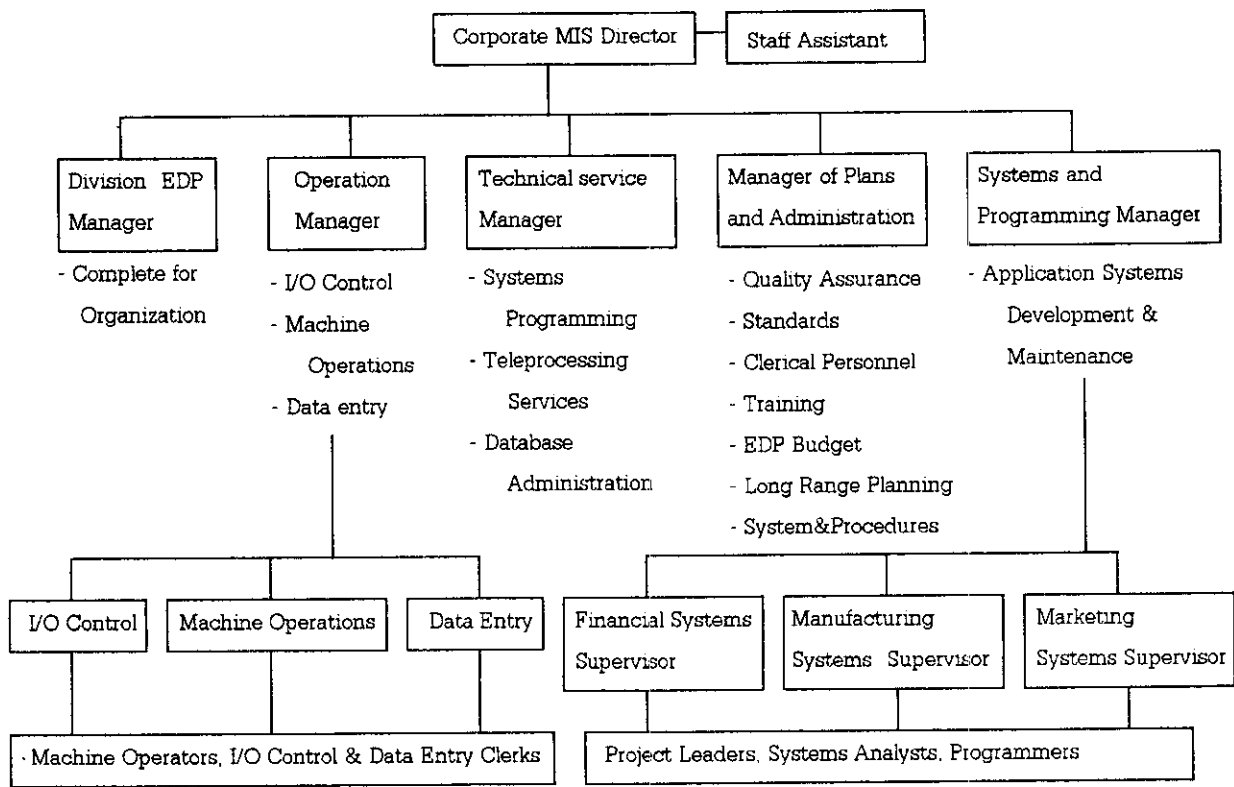 Corporate MIS Director
Staff Assistant
Division EDP
Manager
- Complete for
Organization
Operation
Manager
- I/O Control
- Machine
Operations
- Data entry
Technical service
Manager
- Systems
Programming
- Teleprocessing
Services
- Database
Administration
Manager of Plans
and Administration
- Quality Assurance
- Standards
- Clerical Personnel
- Training
- EDP Budget
- Long Range Planning
- System&Procedures
Systems and
Programming Manager
- Application Systems
Development &
Maintenance
I/O Control
Machine Operations
Data Entry
· Machine Operators, I/O Control & Data Entry Clerks
Financial Systems
Supervisor
Manufacturing
Systems Supervisor
Marketing
Systems Supervisor
Project Leaders, Systems Analysts, Programmers